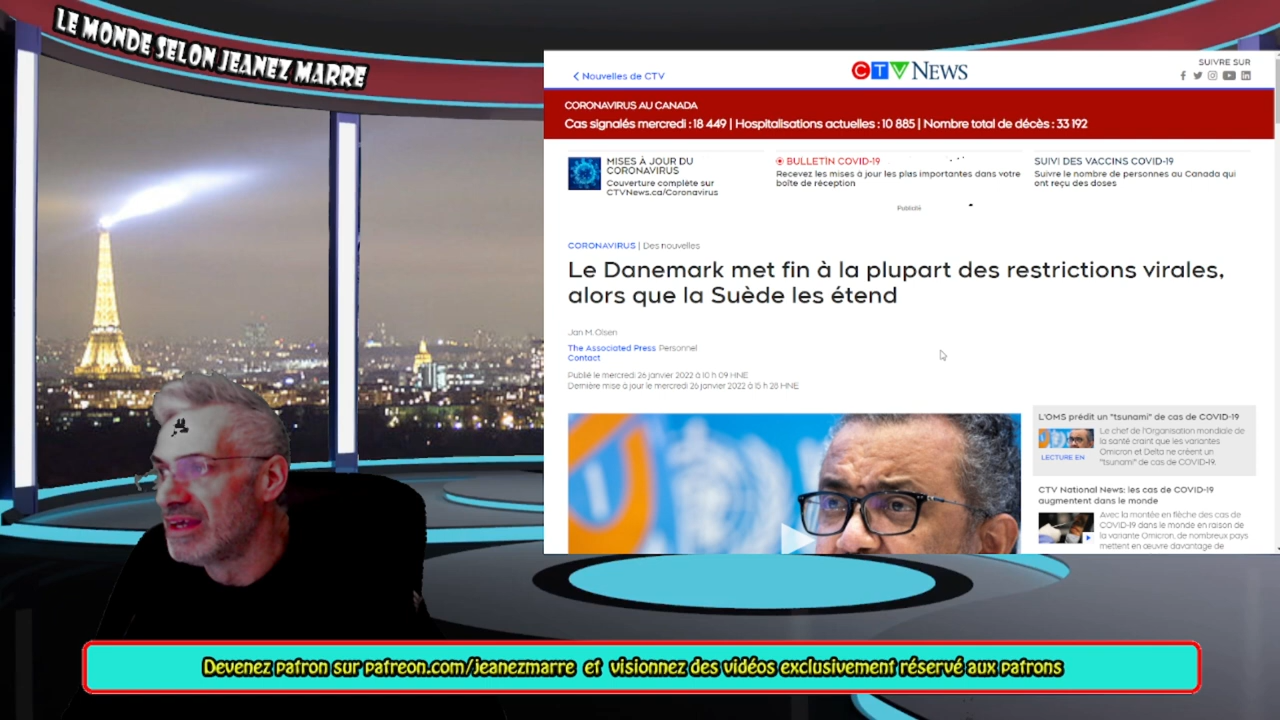 LE MONDE SELON JEANEZ MARRE
Nouvelles de CTV
CTV NEWS
SUIVRE SUR
CORONAVIRUS AU CANADA
Cas signalés mercredi : 18 449 | Hospitalisations actuelles : 10 885 | Nombre total de décès : 33 192
MISES À JOUR DU
CORONAVIRUS
Couverture complète sur
CTVNews.ca/Coronavirus
BULLETIN COVID-19
Recevez les mises à jour les plus importantes dans votre
boîte de réception
SUIVI DES VACCINS COVID-19
Suivre le nombre de personnes au Canada qui
ont reçu des doses
Publicité
CORONAVIRUS | Des nouvelles
Le Danemark met fin à la plupart des restrictions virales,
alors que la Suède les étend
Jan M. Olsen
The Associated Press Personnel
Contact
Publié le mercredi 26 janvier 2022 à 10 h 09 HNE
Dernière mise à jour le mercredi 26 janvier 2022 à 15 h 28 HNE
L'OMS prédit un "tsunami" de cas de COVID-19
Le chef de l'Organisation mondiale de
la santé craint que les variantes
Omicron et Delta ne créent un
"tsunami" de cas de COVID-19.
LECTURE EN
CTV National News: les cas de COVID-19
augmentent dans le monde
Avec la montée en flèche des cas de
COVID-19 dans le monde en raison de
la variante Omicron, de nombreux pays
mettent en œuvre davantage de
Devenez patron sur patreon.com/jeanezmarre et visionnez des vidéos exclusivement réservé aux patrons